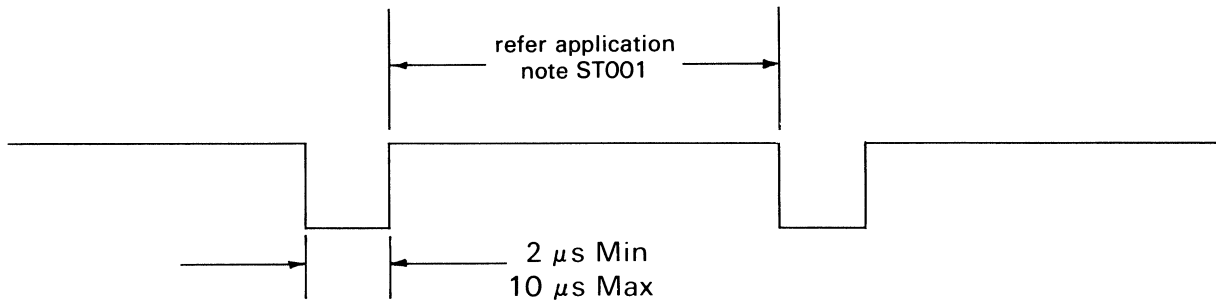 refer application
note ST001
2 μs Min
10 μs Max